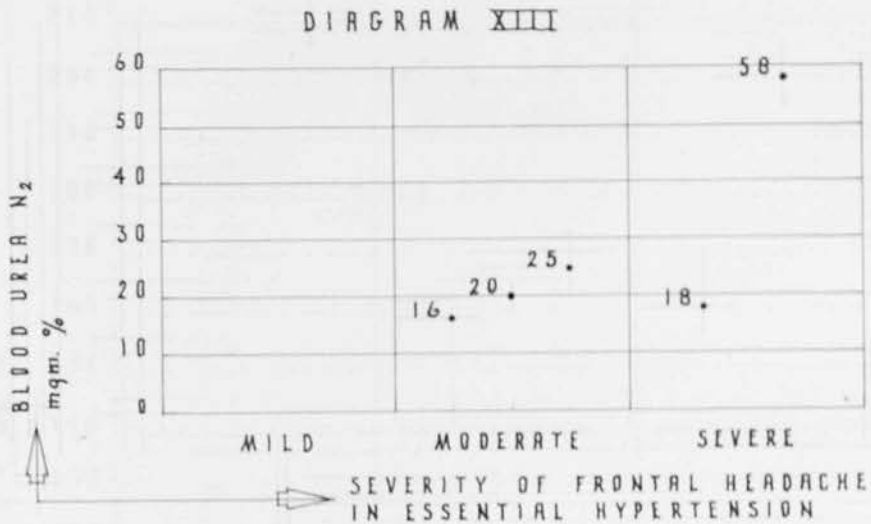 DIAGRAM XIII
60
58
50
40
30
25
20
20
16
18
10
0
BLOOD UREA N2
mgm. %
MILD MODERATE SEVERE
SEVERITY OF FRONTAL HEADACHE
IN ESSENTIAL HYPERTENSION